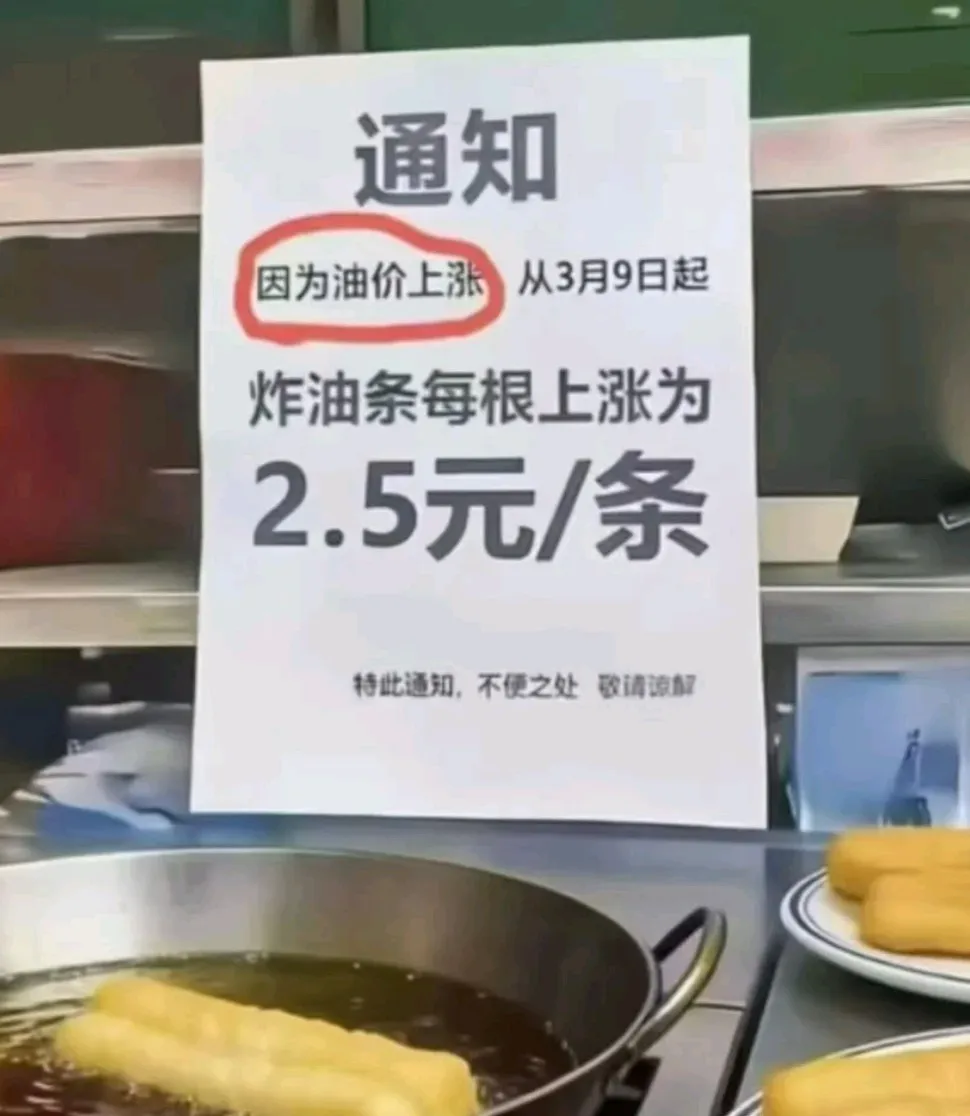 通知
因为油价上涨 从3月9日起
炸油条每根上涨为
2.5元/条
特此通知，不便之处 敬请谅解